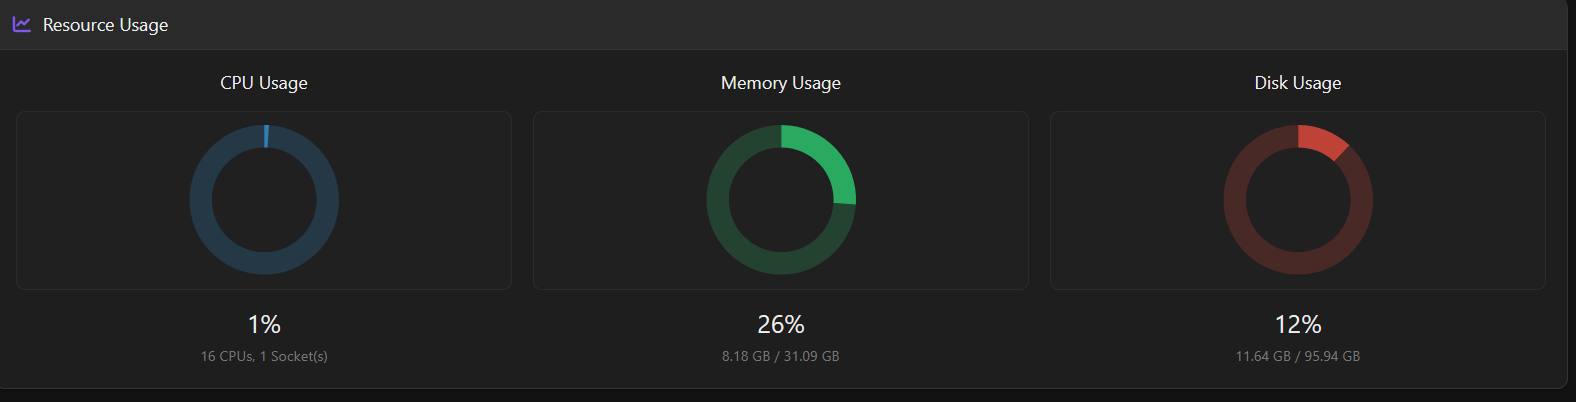 Resource Usage
CPU Usage
1%
16 CPUs, 1 Socket(s)
Memory Usage
26%
8.18 GB / 31.09 GB
Disk Usage
12%
11.64 GB / 95.94 GB